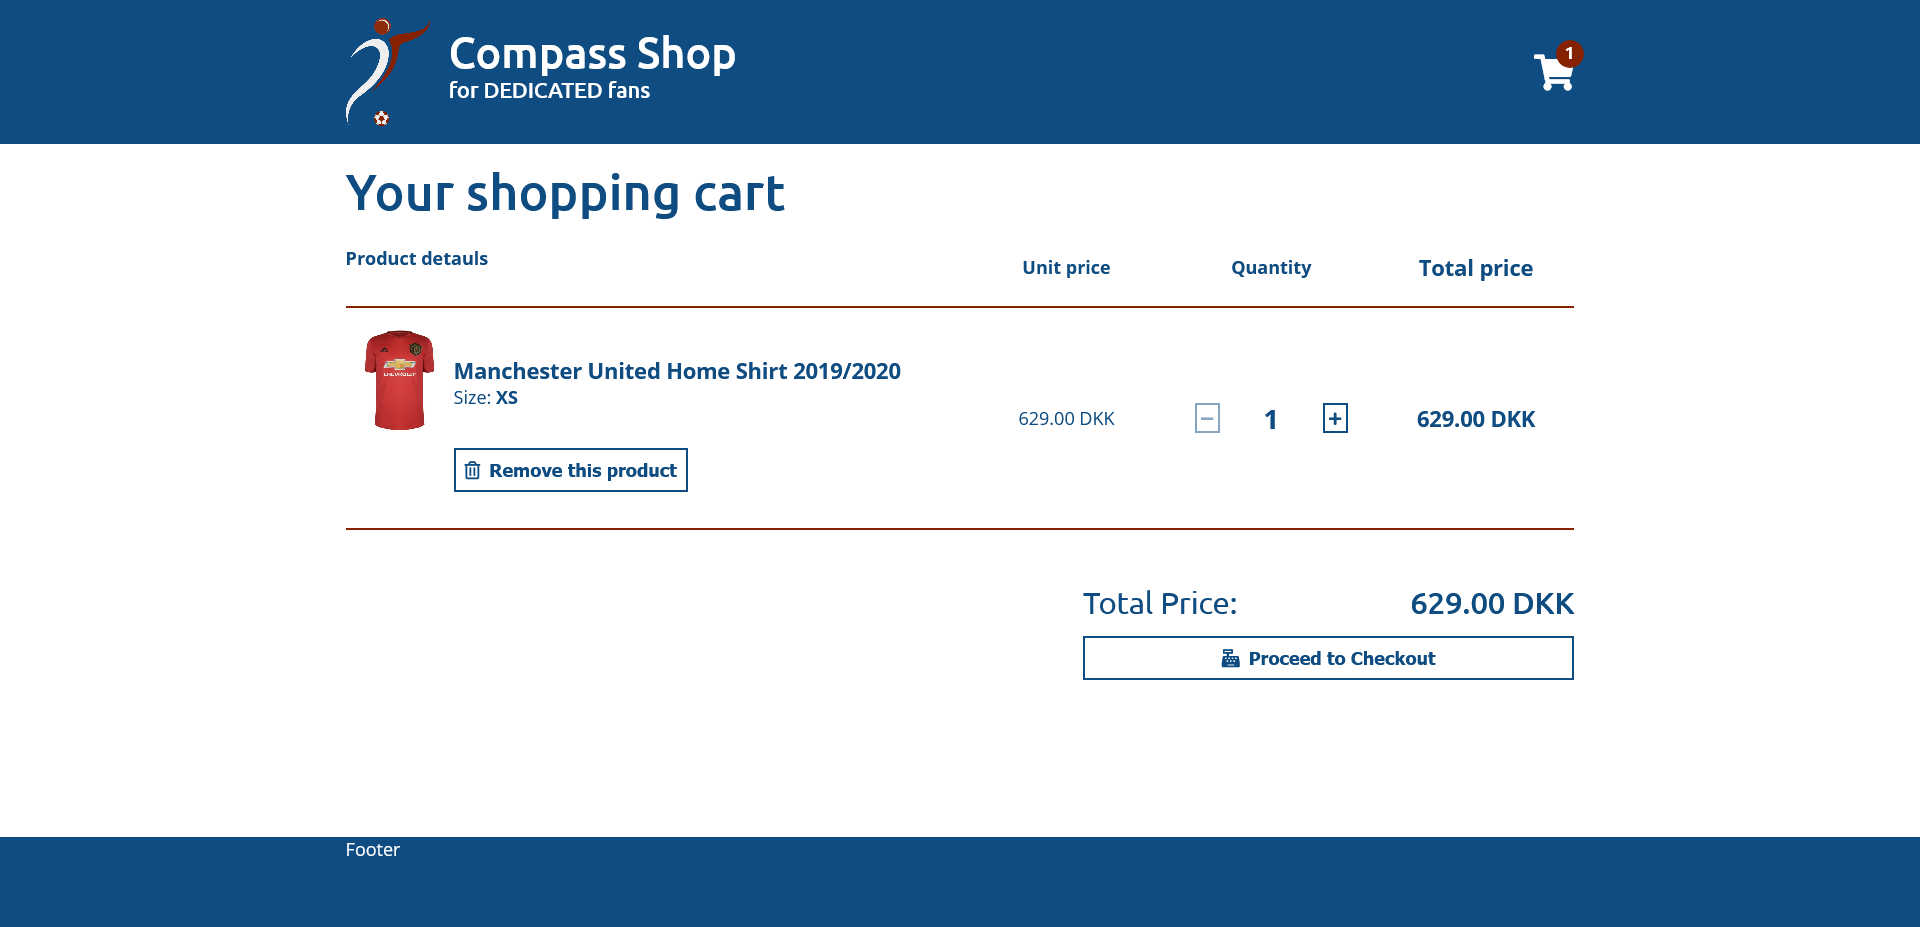 Compass Shop
for DEDICATED fans
1
Your shopping cart
Product detauls
Unit price
Quantity
Total price
CHEVROLET
Manchester United Home Shirt 2019/2020
Size: XS
629.00 DKK
−
1
+
629.00 DKK
Remove this product
Total Price:
629.00 DKK
Proceed to Checkout
Footer